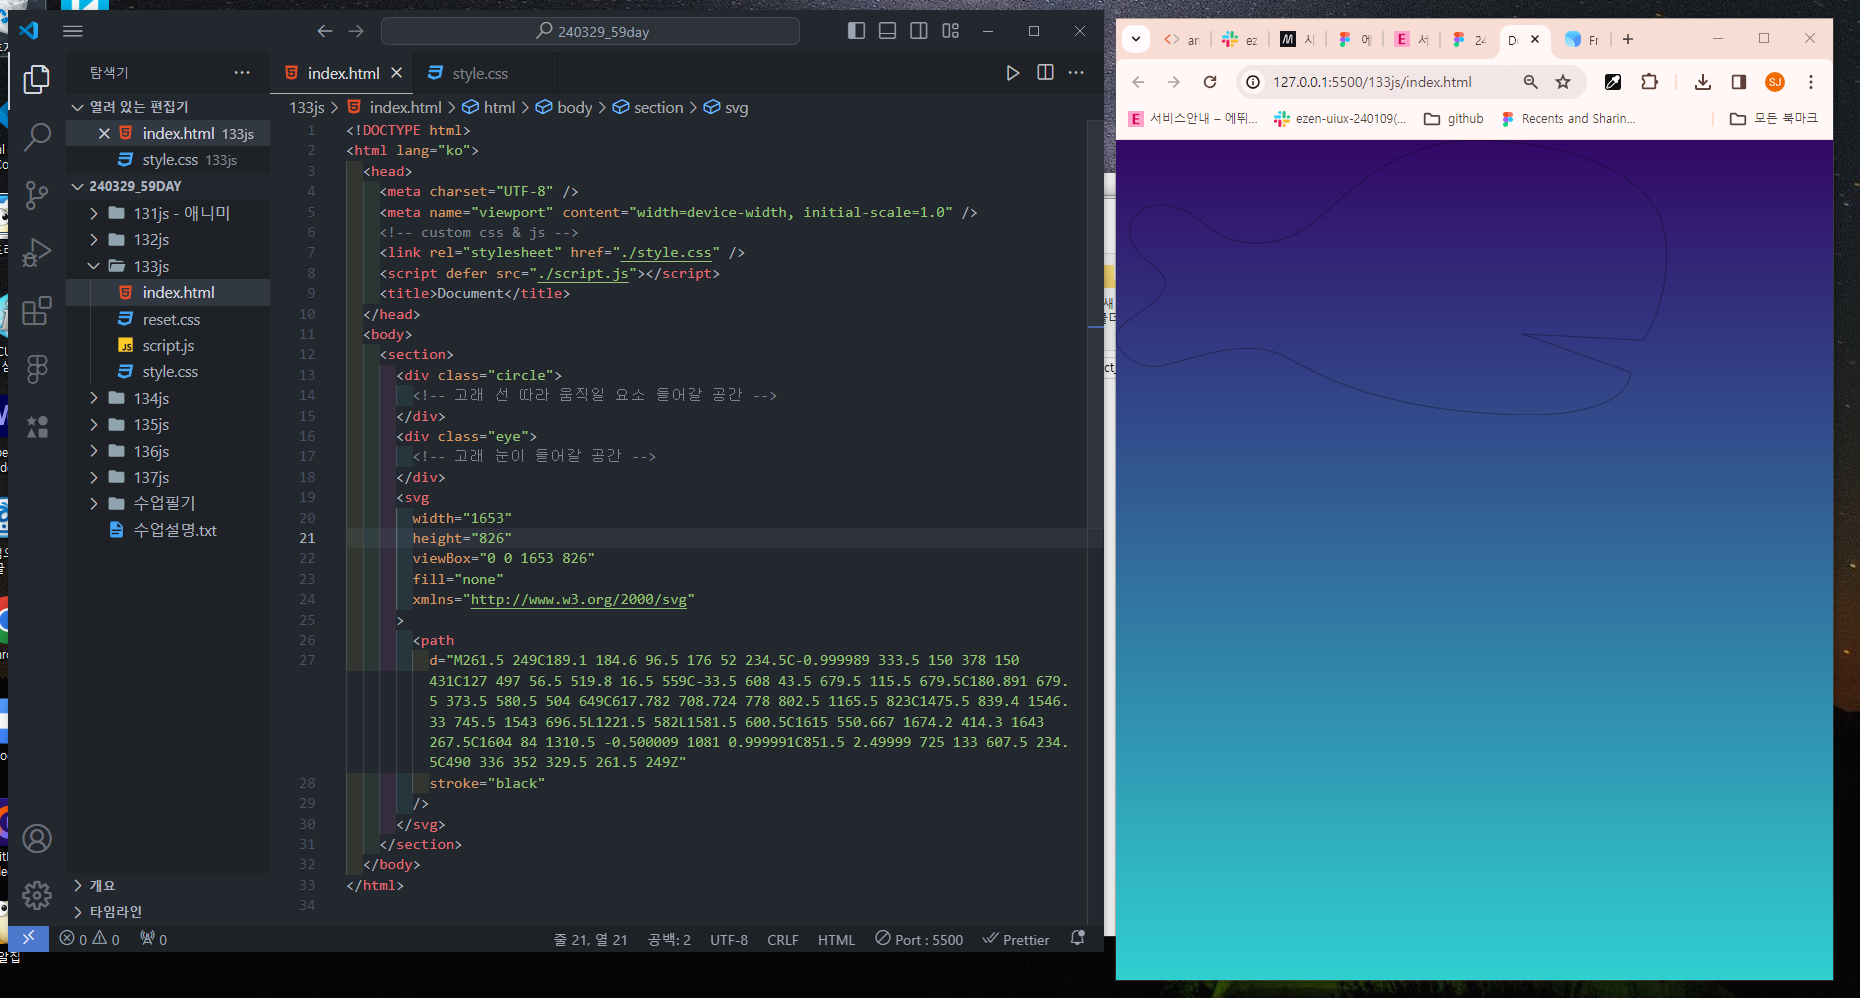 240329_59day
탐색기
열려 있는 편집기
index.html 133js
style.css 133js
240329_59DAY
131js - 애니미
132js
133js
index.html
reset.css
script.js
style.css
134js
135js
136js
137js
수업필기
수업설명.txt
개요
타임라인
index.html
style.css
133js > index.html > html > body > section > svg
1 <!DOCTYPE html>
2 <html lang="ko">
3 <head>
4 <meta charset="UTF-8" />
5 <meta name="viewport" content="width=device-width, initial-scale=1.0" />
6 <!-- custom css & js -->
7 <link rel="stylesheet" href="./style.css" />
8 <script defer src="./script.js"></script>
9 <title>Document</title>
10 </head>
11 <body>
12 <section>
13 <div class="circle">
14 <!-- 고래 선 따라 움직일 요소 들어갈 공간 -->
15 </div>
16 <div class="eye">
17 <!-- 고래 눈이 들어갈 공간 -->
18 </div>
19 <svg
20 width="1653"
21 height="826"
22 viewBox="0 0 1653 826"
23 fill="none"
24 xmlns="http://www.w3.org/2000/svg"
25 >
26 <path
27 d="M261.5 249C189.1 184.6 96.5 176 52 234.5C-0.999989 333.5 150 378 150
431C127 497 56.5 519.8 16.5 559C-33.5 608 43.5 679.5 115.5 679.5C180.891 679.
5 373.5 580.5 504 649C617.782 708.724 778 802.5 1165.5 823C1475.5 839.4 1546.
33 745.5 1543 696.5L1221.5 582L1581.5 600.5C1615 550.667 1674.2 414.3 1643
267.5C1604 84 1310.5 -0.500009 1081 0.999991C851.5 2.49999 725 133 607.5 234.
5C490 336 352 329.5 261.5 249Z"
28 stroke="black"
29 />
30 </svg>
31 </section>
32 </body>
33 </html>
34
0 0 0
줄 21, 열 21 공백: 2 UTF-8 CRLF HTML Port : 5500 Prettier
ar ez M 시 에 E 서 24 Do Fr
127.0.0.1:5500/133js/index.html
SJ
E 서비스안내 – 에뛰... ezen-uiux-240109(... github Recents and Sharin... 모든 북마크